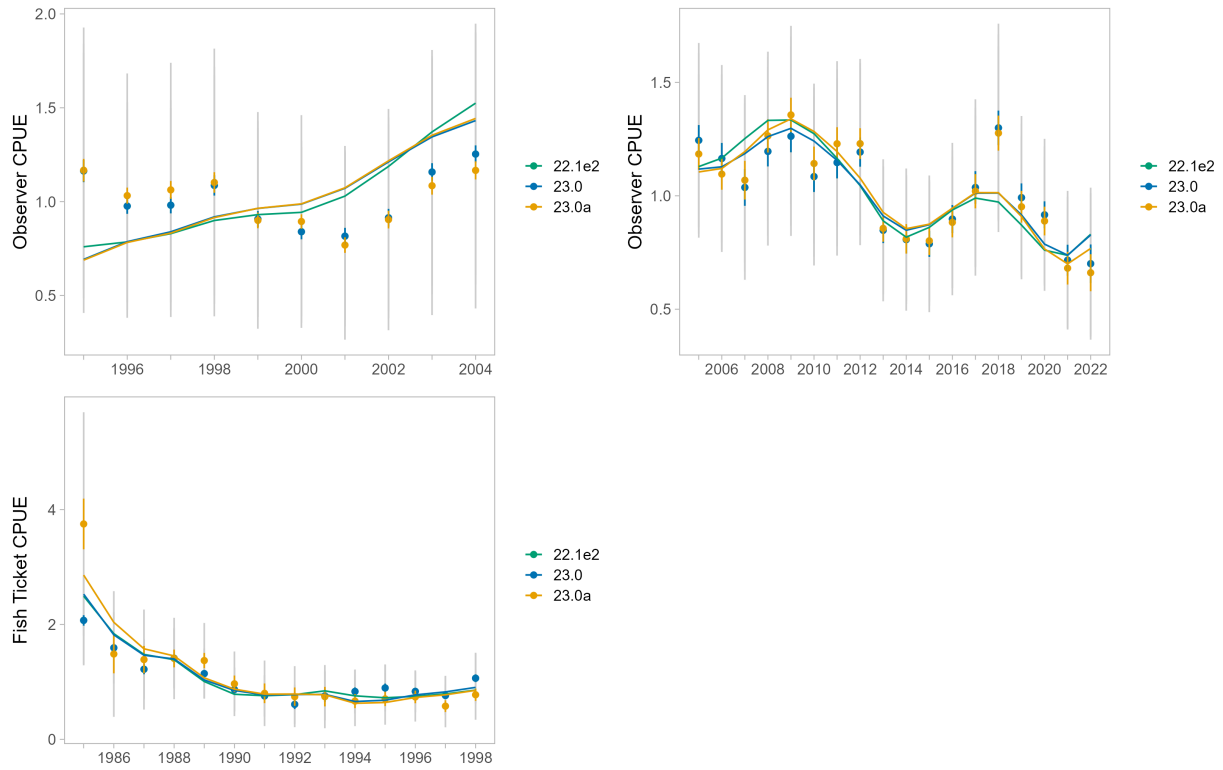 Observer CPUE
2.0
1.5
1.0
0.5
1996 1998 2000 2002 2004
22.1e2
23.0
23.0a
Observer CPUE
1.5
1.0
0.5
2006 2008 2010 2012 2014 2016 2018 2020 2022
22.1e2
23.0
23.0a
Fish Ticket CPUE
4
2
0
1986 1988 1990 1992 1994 1996 1998
22.1e2
23.0
23.0a